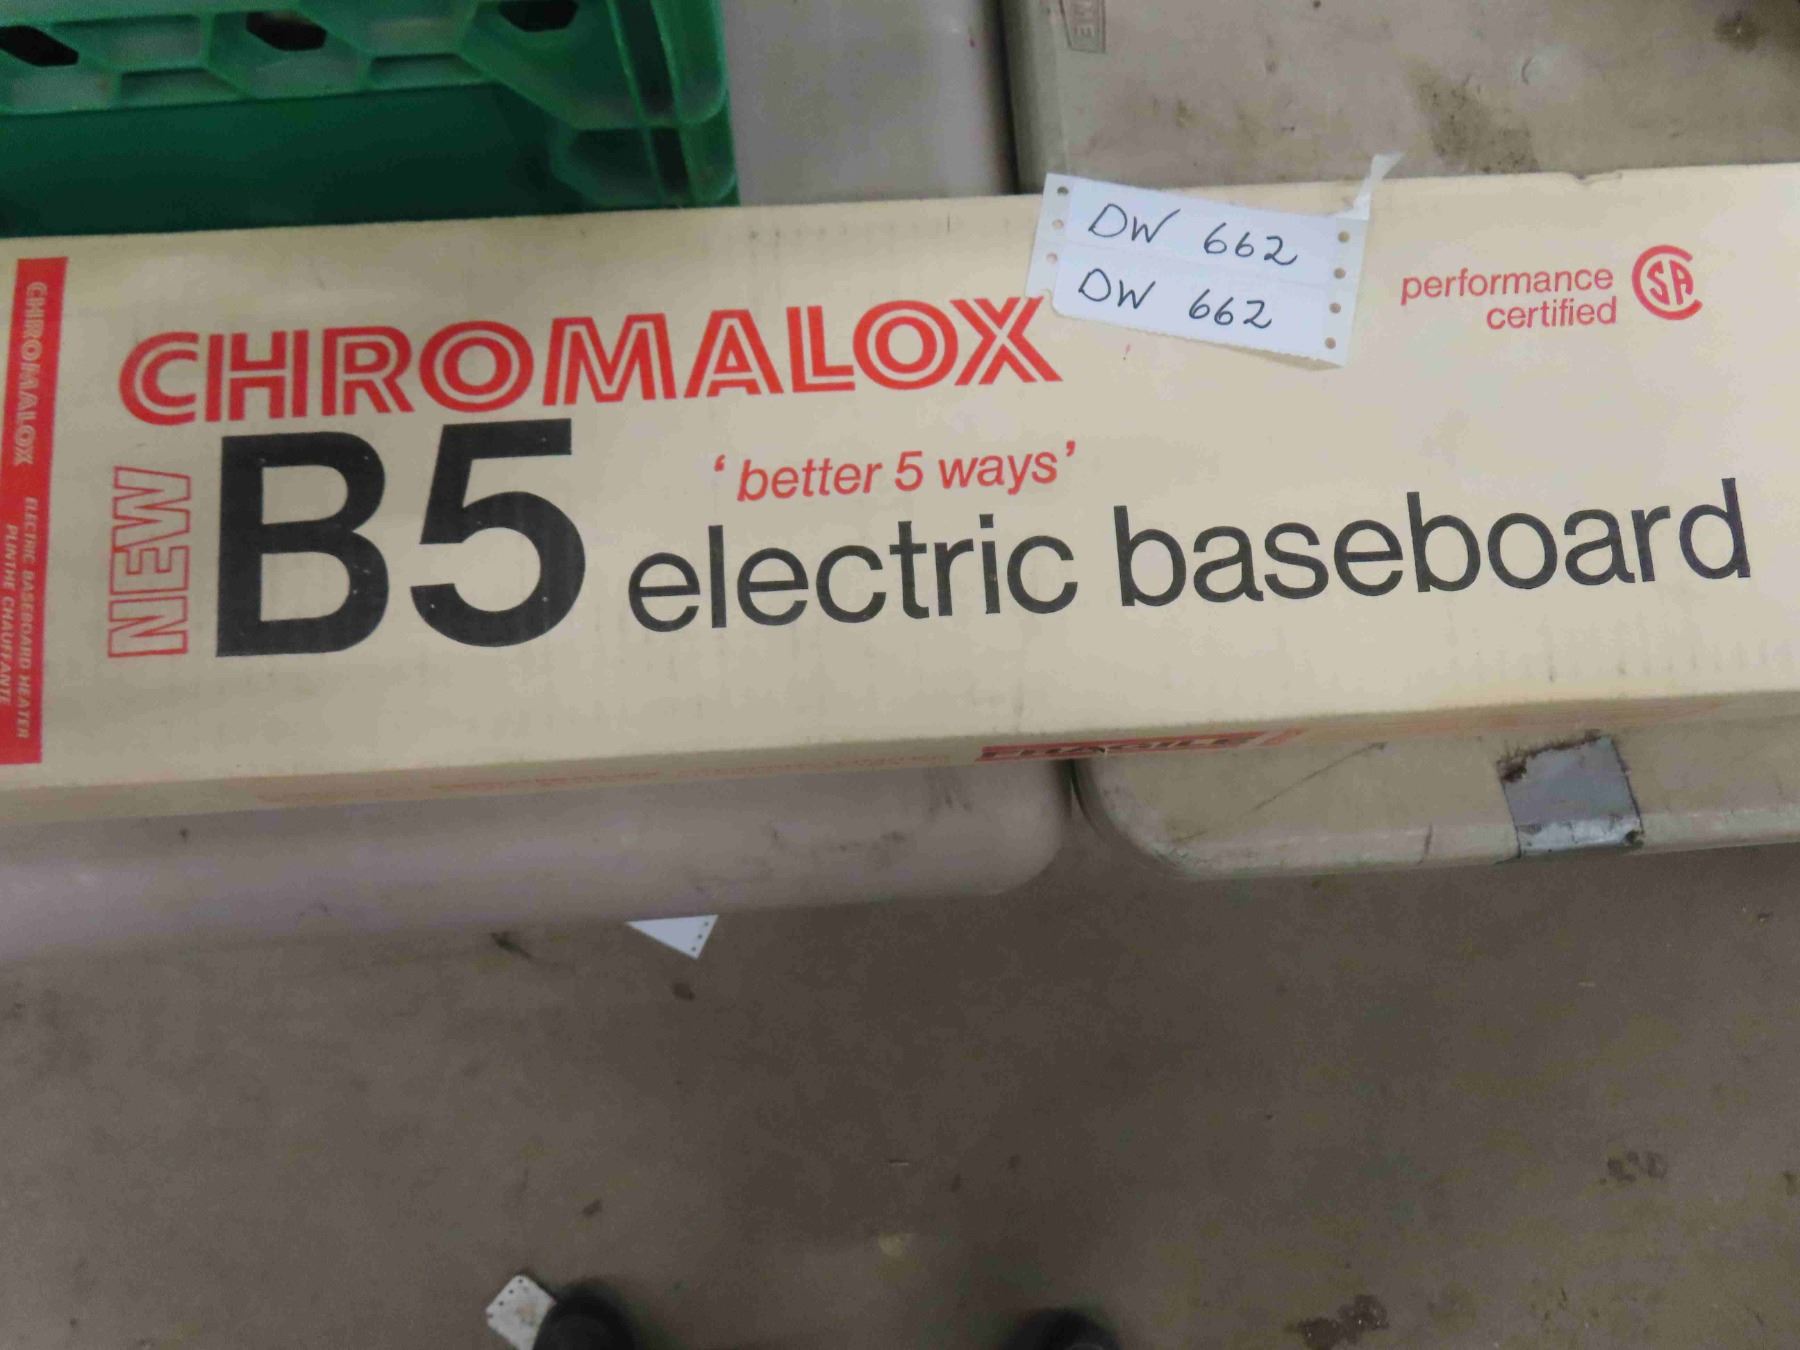 DW 662
DW 662
performance
certified
CHROMALOX
NEW
B5
'better 5 ways'
electric baseboard
CHROMALOX
ELECTRIC BASEBOARD HEATER
PLINTHE CHAUFFANTE
FRAGILE